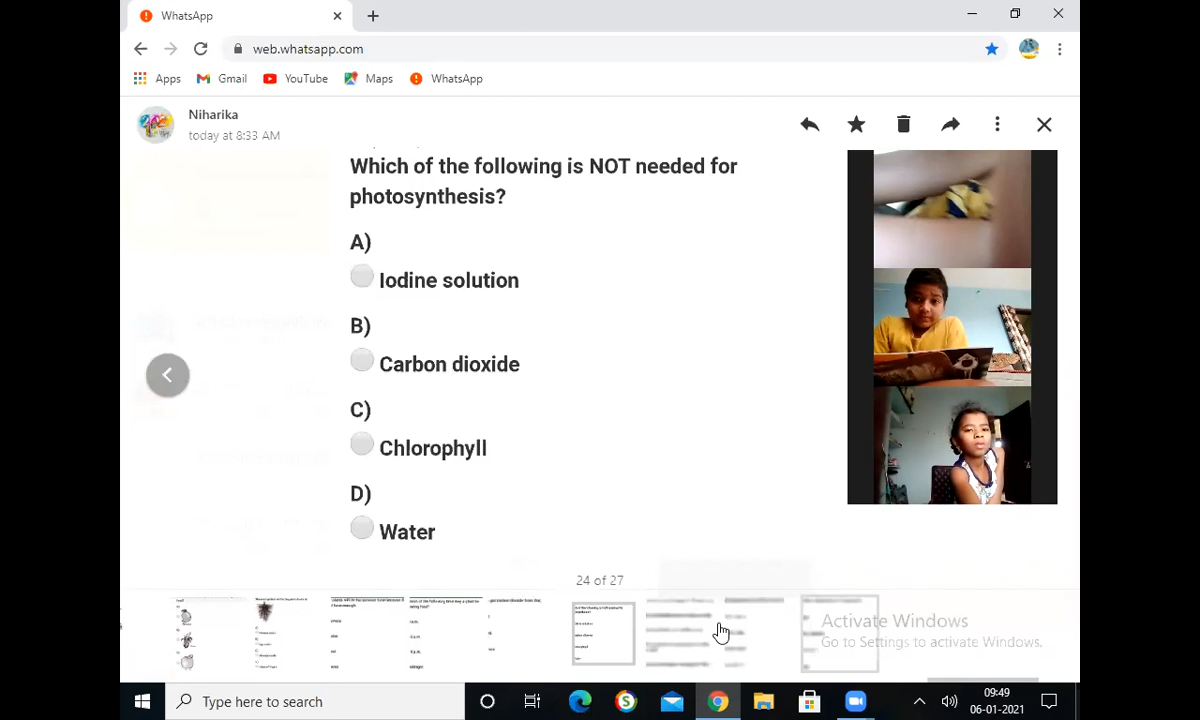 WhatsApp
web.whatsapp.com
Apps
Gmail
YouTube
Maps
WhatsApp
Niharika
today at 8:33 AM
Which of the following is NOT needed for
photosynthesis?
A)
Iodine solution
B)
Carbon dioxide
C)
Chlorophyll
D)
Water
24 of 27
Activate Windows
Go to Settings to activate Windows.
Type here to search
09:49
06-01-2021